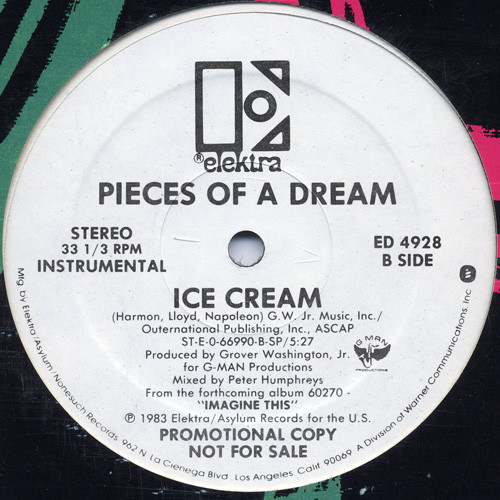 ® elektra
PIECES OF A DREAM
STEREO
33 1/3 RPM
INSTRUMENTAL
ED 4928
B SIDE
ICE CREAM
(Harmon, Lloyd, Napoleon) G.W. Jr. Music, Inc./
Outernational Publishing, Inc., ASCAP
ST-E-0-66990-B-SP/5:27
Produced by Grover Washington, Jr.
for G-MAN Productions
Mixed by Peter Humphreys
From the forthcoming album 60270 -
"IMAGINE THIS"
℗ 1983 Elektra/Asylum Records for the U.S.
PROMOTIONAL COPY
NOT FOR SALE
G-MAN
PRODUCTIONS
Mfg by Elektra/Asylum/Nonesuch Records 962 N. La Cienega Blvd., Los Angeles Calif 90069 A Division of Warner Communications, Inc